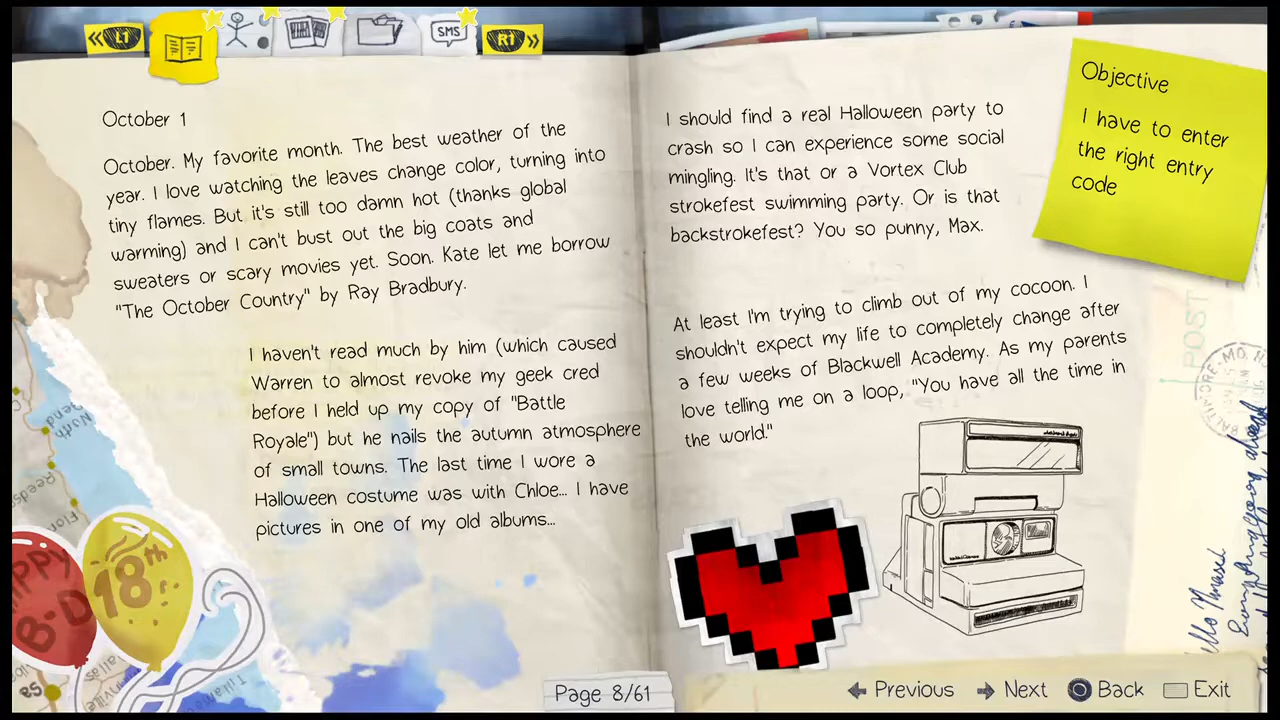 L1
SMS
R1
October 1
October. My favorite month. The best weather of the
year. I love watching the leaves change color, turning into
tiny flames. But it's still too damn hot (thanks global
warming) and I can't bust out the big coats and
sweaters or scary movies yet. Soon. Kate let me borrow
"The October Country" by Ray Bradbury.
I haven't read much by him (which caused
Warren to almost revoke my geek cred
before I held up my copy of "Battle
Royale") but he nails the autumn atmosphere
of small towns. The last time I wore a
Halloween costume was with Chloe... I have
pictures in one of my old albums...
I should find a real Halloween party to
crash so I can experience some social
mingling. It's that or a Vortex Club
strokefest swimming party. Or is that
backstrokefest? You so punny, Max.
At least I'm trying to climb out of my cocoon. I
shouldn't expect my life to completely change after
a few weeks of Blackwell Academy. As my parents
love telling me on a loop, "You have all the time in
the world."
Objective
I have to enter
the right entry
code
POST
North
Bend
18th
B-D
Page 8/61
Previous
Next
Back
Exit